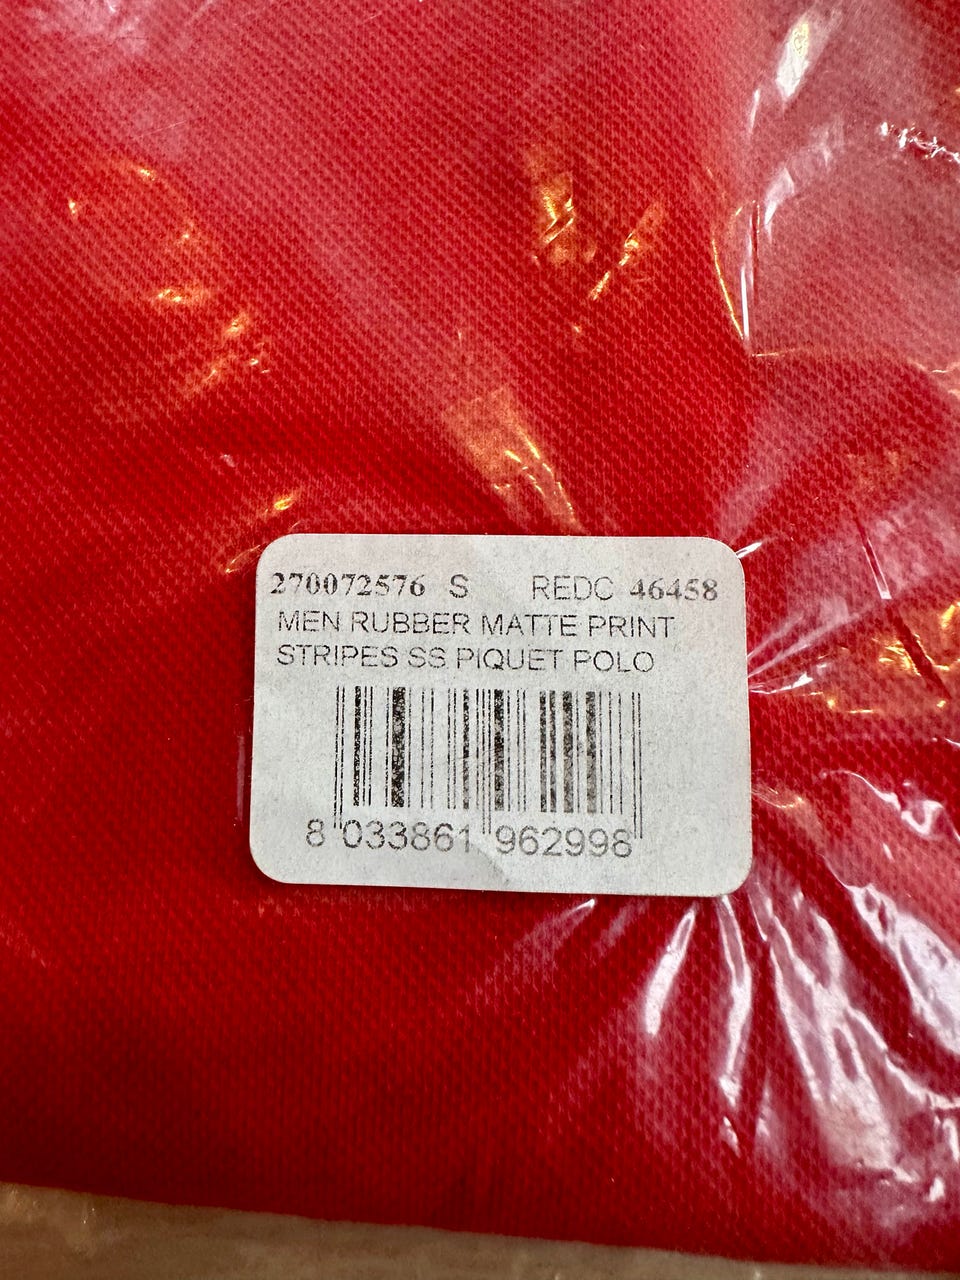 270072576 S REDC 46458
MEN RUBBER MATTE PRINT
STRIPES SS PIQUET POLO
8 033861 962998